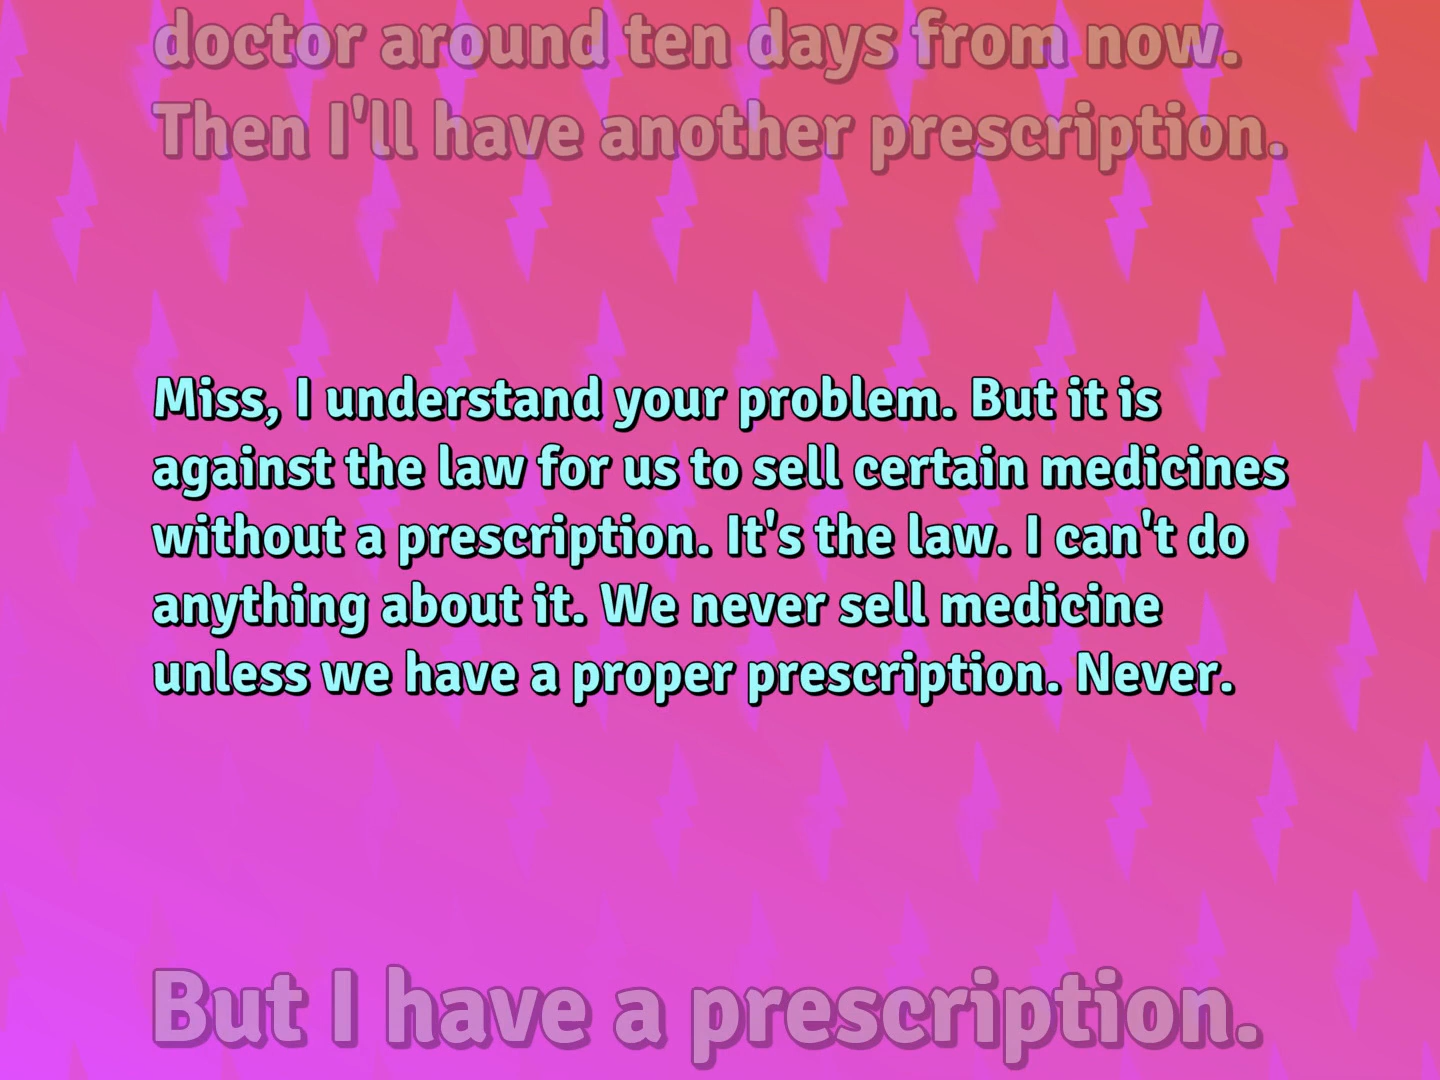 doctor around ten days from now.
Then I'll have another prescription.
Miss, I understand your problem. But it is
against the law for us to sell certain medicines
without a prescription. It's the law. I can't do
anything about it. We never sell medicine
unless we have a proper prescription. Never.
But I have a prescription.